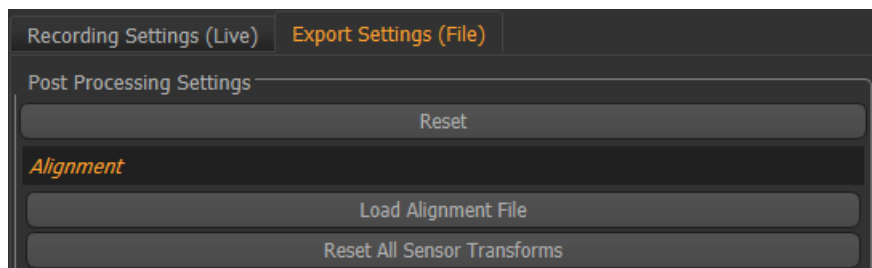 Recording Settings (Live) Export Settings (File)
Post Processing Settings
Reset
Alignment
Load Alignment File
Reset All Sensor Transforms